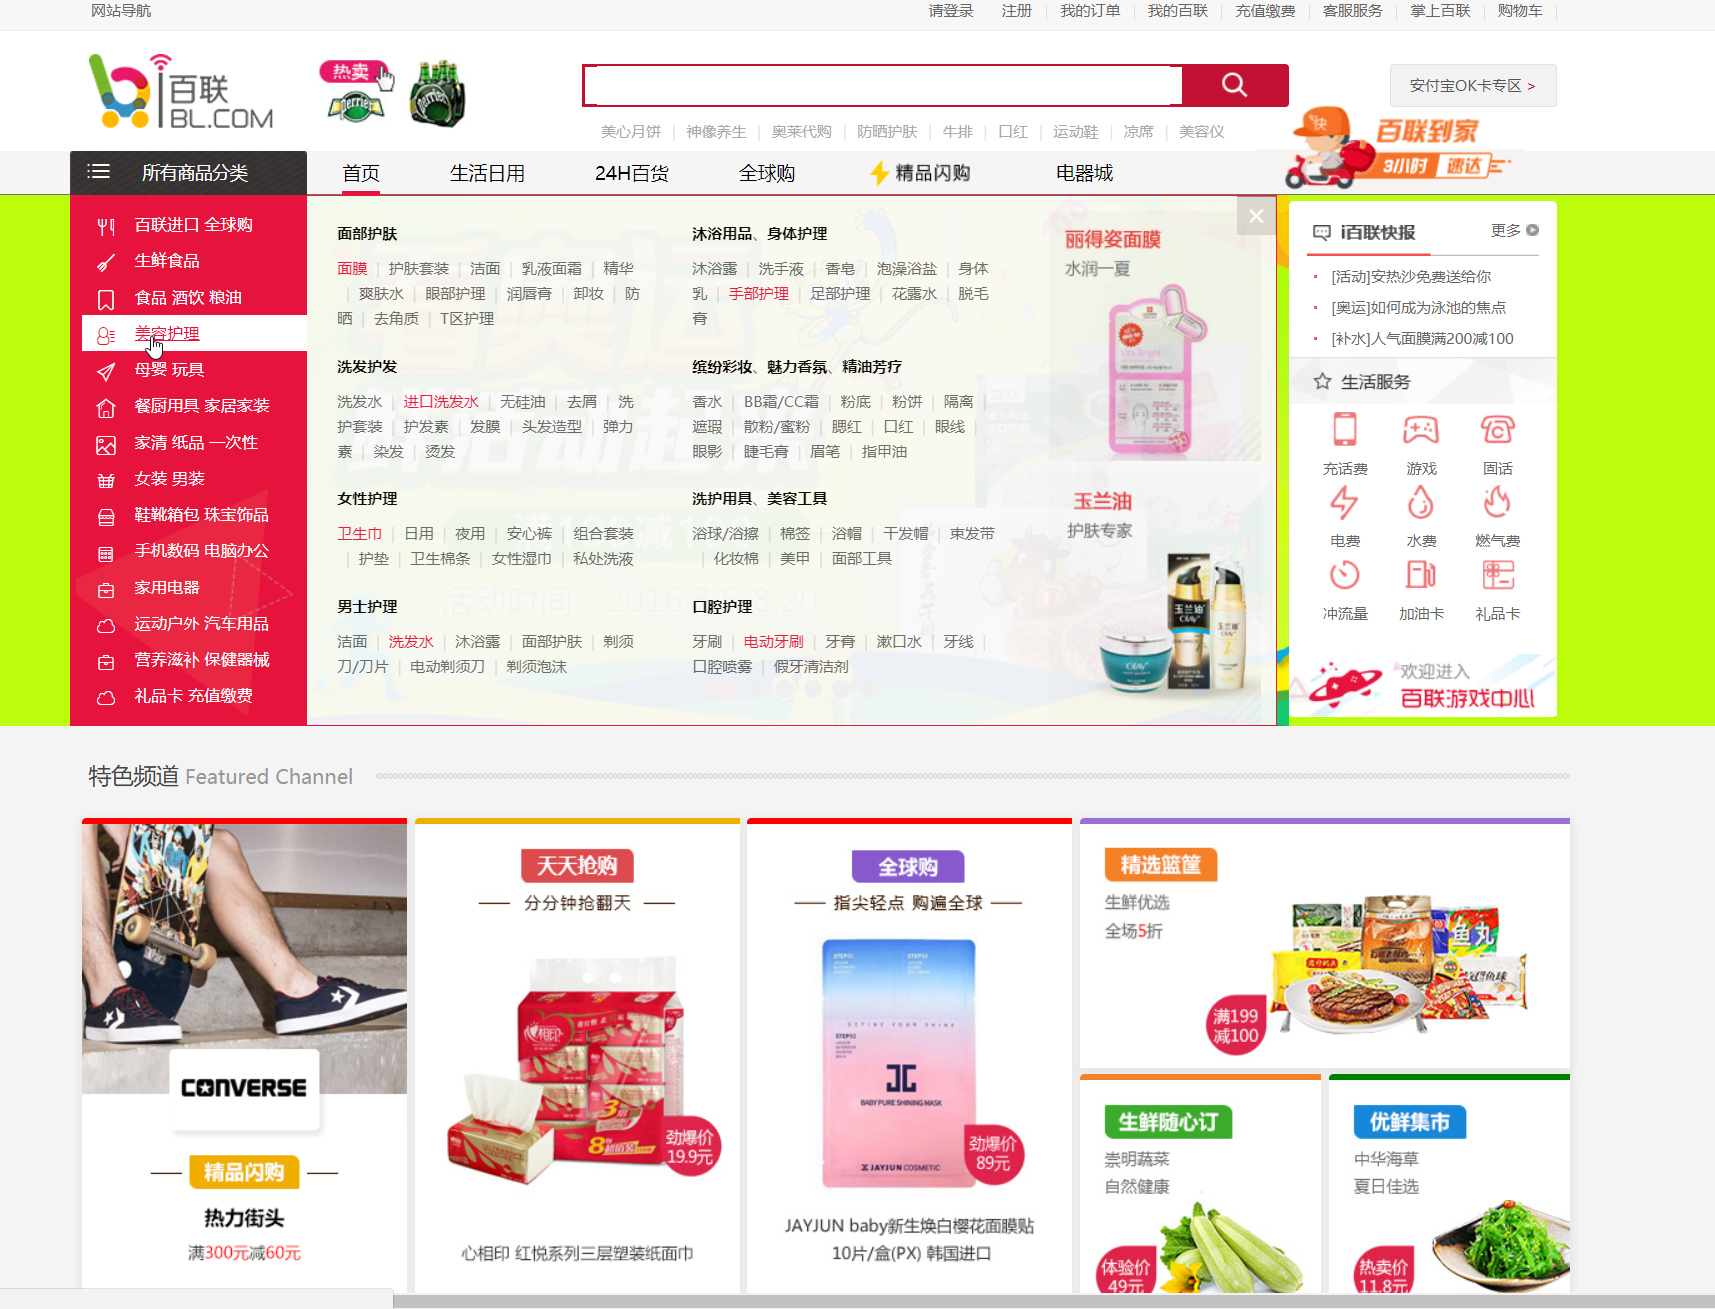 网站导航
请登录 注册 我的订单 我的百联 充值缴费 客服服务 掌上百联 购物车
百联
BL.COM
热卖
perrier
安付宝OK卡专区 >
美心月饼 神像养生 奥莱代购 防晒护肤 牛排 口红 运动鞋 凉席 美容仪
快
百联到家
3小时 速达
所有商品分类 首页 生活日用 24H百货 全球购 精品闪购 电器城
百联进口 全球购
生鲜食品
食品 酒饮 粮油
美容护理
母婴 玩具
餐厨用具 家居家装
家清 纸品 一次性
女装 男装
鞋靴箱包 珠宝饰品
手机数码 电脑办公
家用电器
运动户外 汽车用品
营养滋补 保健器械
礼品卡 充值缴费
面部护肤
面膜 护肤套装 洁面 乳液面霜 精华
爽肤水 眼部护理 润唇膏 卸妆 防
晒 去角质 T区护理
洗发护发
洗发水 进口洗发水 无硅油 去屑 洗
护套装 护发素 发膜 头发造型 弹力
素 染发 烫发
女性护理
卫生巾 日用 夜用 安心裤 组合套装
护垫 卫生棉条 女性湿巾 私处洗液
男士护理
洁面 洗发水 沐浴露 面部护肤 剃须
刀/刀片 电动剃须刀 剃须泡沫
沐浴用品、身体护理
沐浴露 洗手液 香皂 泡澡浴盐 身体
乳 手部护理 足部护理 花露水 脱毛
膏
缤纷彩妆、魅力香氛、精油芳疗
香水 BB霜/CC霜 粉底 粉饼 隔离
遮瑕 散粉/蜜粉 腮红 口红 眼线
眼影 睫毛膏 眉笔 指甲油
洗护用具、美容工具
浴球/浴擦 棉签 浴帽 干发帽 束发带
化妆棉 美甲 面部工具
口腔护理
牙刷 电动牙刷 牙膏 漱口水 牙线
口腔喷雾 假牙清洁剂
丽得姿面膜
水润一夏
Vita Bright
玉兰油
护肤专家
OLAY
i百联快报 更多
[活动]安热沙免费送给你
[奥运]如何成为泳池的焦点
[补水]人气面膜满200减100
生活服务
充话费 游戏 固话
电费 水费 燃气费
冲流量 加油卡 礼品卡
欢迎进入
百联游戏中心
特色频道 Featured Channel
CONVERSE
精品闪购
热力街头
满300元减60元
天天抢购
分分钟抢翻天
心相印
劲爆价
19.9元
心相印 红悦系列三层塑装纸面巾
全球购
指尖轻点 购遍全球
STEP01
STEP02
DEFINE YOUR SHINE
BABY PURE SHINING MASK
JAYJUN COSMETIC
劲爆价
89元
JAYJUN baby新生焕白樱花面膜贴
10片/盒(PX) 韩国进口
精选篮筐
生鲜优选
全场5折
鱼丸
满199
减100
生鲜随心订
崇明蔬菜
自然健康
体验价
49元
优鲜集市
中华海草
夏日佳选
热卖价
11.8元